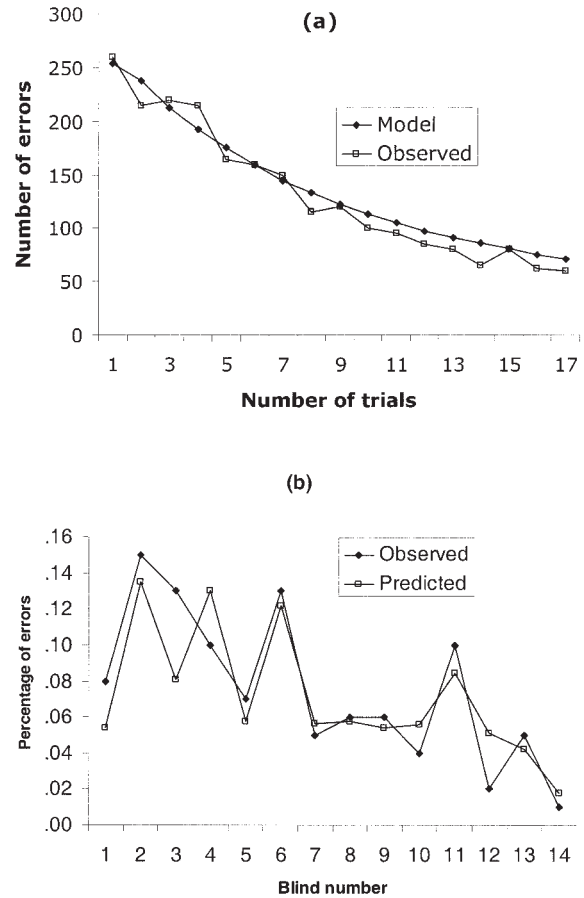 (a)
300
250
200
150
100
50
0
Number of errors
Model
Observed
1 3 5 7 9 11 13 15 17
Number of trials
(b)
.16
.14
.12
.10
.08
.06
.04
.02
.00
Percentage of errors
Observed
Predicted
1 2 3 4 5 6 7 8 9 10 11 12 13 14
Blind number